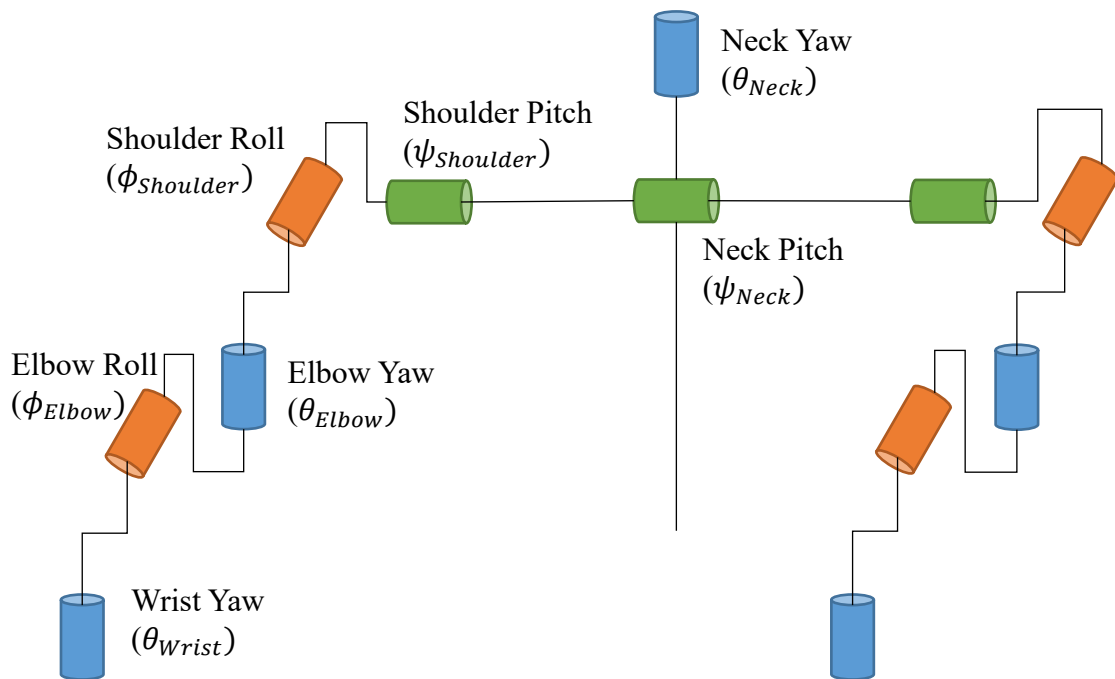 Neck Yaw
(θ_Neck)
Shoulder Pitch
(ψ_Shoulder)
Shoulder Roll
(ϕ_Shoulder)
Neck Pitch
(ψ_Neck)
Elbow Roll
(ϕ_Elbow)
Elbow Yaw
(θ_Elbow)
Wrist Yaw
(θ_Wrist)